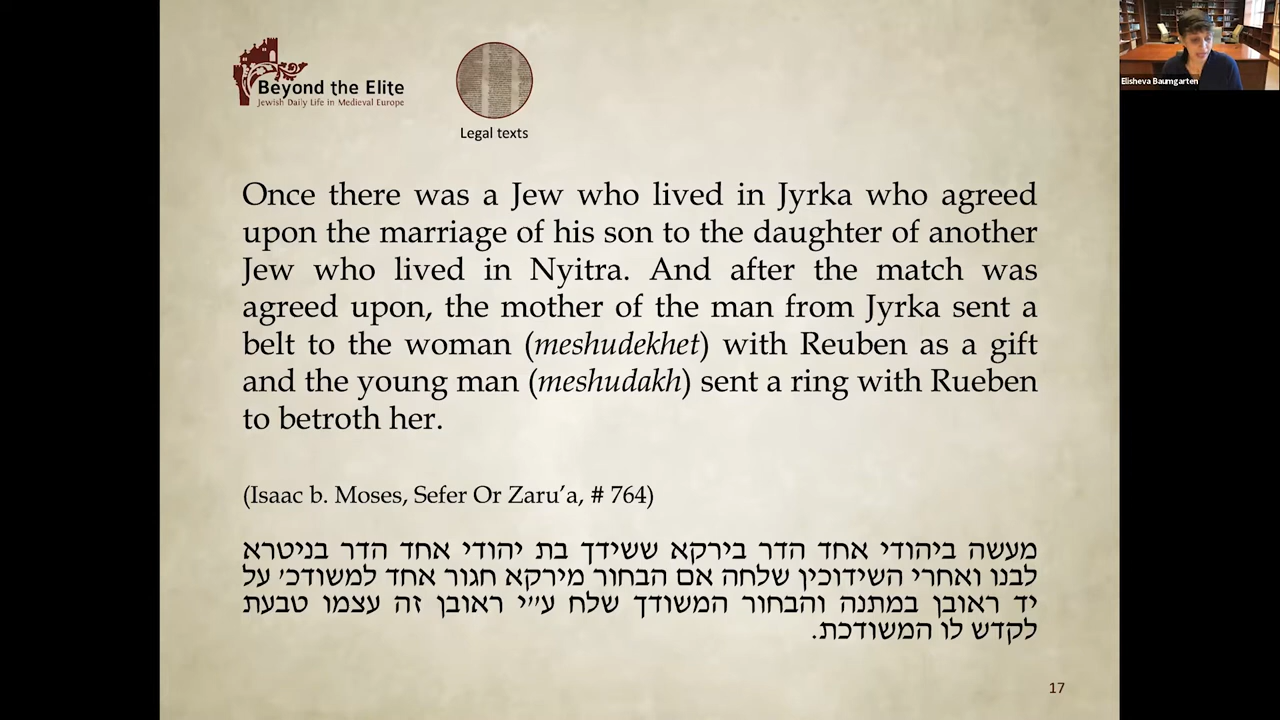 Beyond the Elite
Jewish Daily Life in Medieval Europe
Legal texts
Elisheva Baumgarten
Once there was a Jew who lived in Jyrka who agreed
upon the marriage of his son to the daughter of another
Jew who lived in Nyitra. And after the match was
agreed upon, the mother of the man from Jyrka sent a
belt to the woman (meshudekhet) with Reuben as a gift
and the young man (meshudakh) sent a ring with Rueben
to betroth her.
(Isaac b. Moses, Sefer Or Zaru’a, # 764)
מעשה ביהודי אחד הדר בירקא ששידך בת יהודי אחד הדר בניטרא
לבנו ואחרי השידוכין שלחה אם הבחור מירקא חגור אחד למשודכ׳ על
יד ראובן במתנה והבחור המשודך שלח ע״י ראובן זה עצמו טבעת
לקדש לו המשודכת.
17